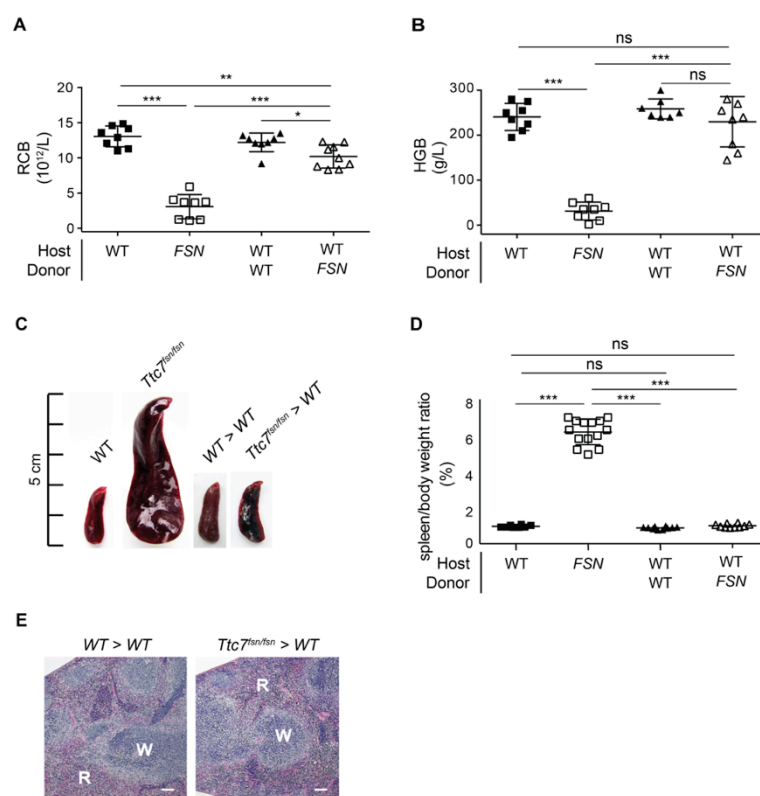 A
**
***
***
*
RCB
(10¹²/L)
20
15
10
5
0
Host WT FSN WT WT
Donor WT FSN
B
ns
***
***
ns
HGB
(g/L)
300
200
100
0
Host WT FSN WT WT
Donor WT FSN
C
Ttc7fsn/fsn
WT
WT > WT
Ttc7fsn/fsn > WT
5 cm
D
ns
ns
***
***
***
spleen/body weight ratio
(%)
8
6
4
2
2
1
0
Host WT FSN WT WT
Donor WT FSN
E
WT > WT
Ttc7fsn/fsn > WT
R
W
R
W